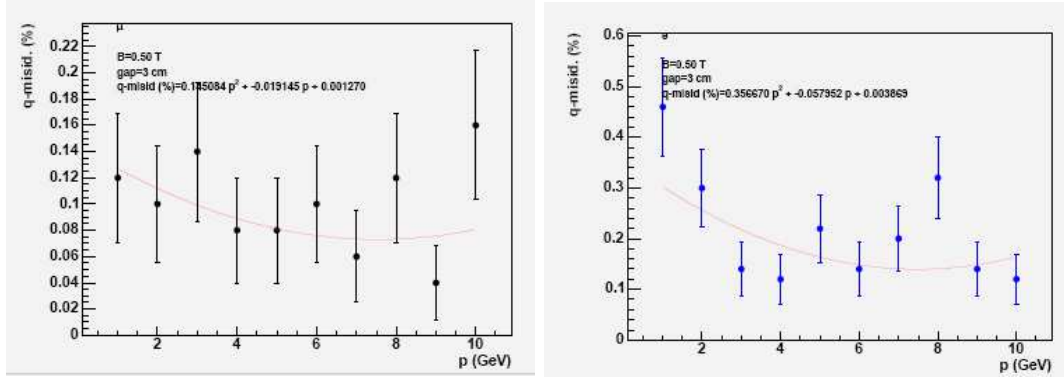 q-misid. (%)
μ
B=0.50 T
gap=3 cm
q-misid (%)=0.145084 p² + -0.019145 p + 0.001270
0.22
0.2
0.18
0.16
0.14
0.12
0.1
0.08
0.06
0.04
0.02
0
2
4
6
8
10
p (GeV)
q-misid. (%)
e
B=0.50 T
gap=3 cm
q-misid (%)=0.356670 p² + -0.057952 p + 0.003869
0.6
0.5
0.4
0.3
0.2
0.1
0
2
4
6
8
10
p (GeV)